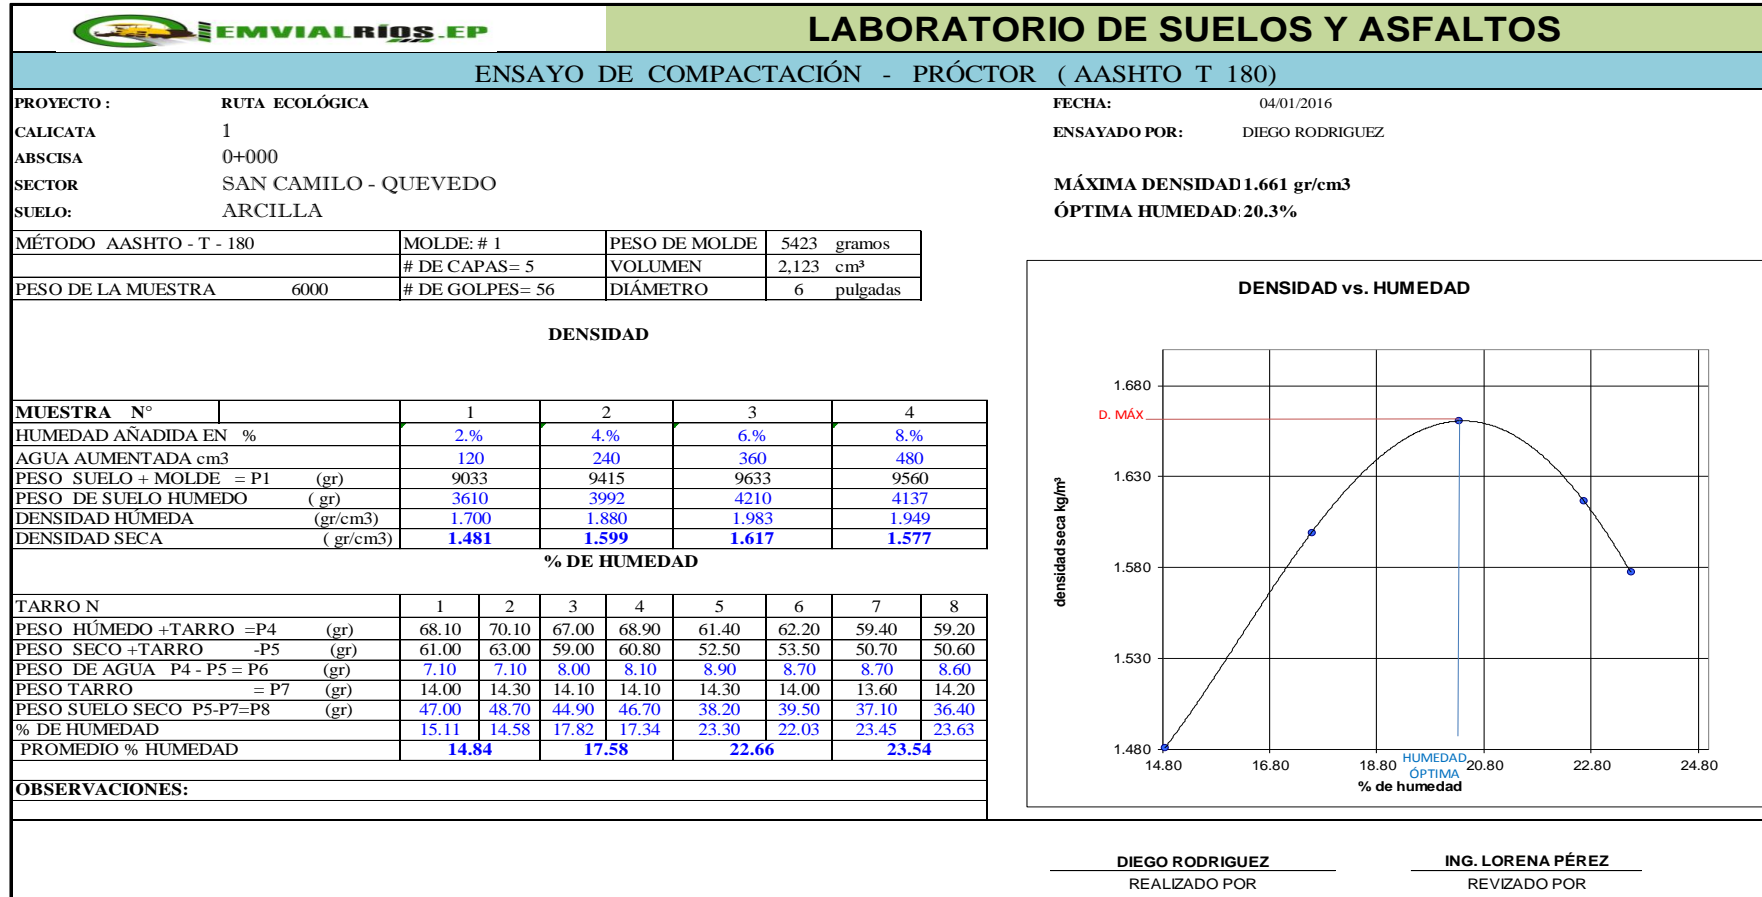 EMVIALRÍOS.EP
LABORATORIO DE SUELOS Y ASFALTOS
ENSAYO DE COMPACTACIÓN - PRÓCTOR ( AASHTO T 180)
PROYECTO : RUTA ECOLÓGICA FECHA: 04/01/2016
CALICATA 1 ENSAYADO POR: DIEGO RODRIGUEZ
ABSCISA 0+000
SECTOR SAN CAMILO - QUEVEDO MÁXIMA DENSIDAD 1.661 gr/cm3
SUELO: ARCILLA ÓPTIMA HUMEDAD: 20.3%
MÉTODO AASHTO - T - 180 MOLDE: # 1 PESO DE MOLDE 5423 gramos
# DE CAPAS= 5 VOLUMEN 2,123 cm³
PESO DE LA MUESTRA 6000 # DE GOLPES= 56 DIÁMETRO 6 pulgadas
DENSIDAD
MUESTRA N° 1 2 3 4
HUMEDAD AÑADIDA EN % 2.% 4.% 6.% 8.%
AGUA AUMENTADA cm3 120 240 360 480
PESO SUELO + MOLDE = P1 (gr) 9033 9415 9633 9560
PESO DE SUELO HUMEDO ( gr) 3610 3992 4210 4137
DENSIDAD HÚMEDA (gr/cm3) 1.700 1.880 1.983 1.949
DENSIDAD SECA ( gr/cm3) 1.481 1.599 1.617 1.577
% DE HUMEDAD
TARRO N 1 2 3 4 5 6 7 8
PESO HÚMEDO +TARRO =P4 (gr) 68.10 70.10 67.00 68.90 61.40 62.20 59.40 59.20
PESO SECO +TARRO -P5 (gr) 61.00 63.00 59.00 60.80 52.50 53.50 50.70 50.60
PESO DE AGUA P4 - P5 = P6 (gr) 7.10 7.10 8.00 8.10 8.90 8.70 8.70 8.60
PESO TARRO = P7 (gr) 14.00 14.30 14.10 14.10 14.30 14.00 13.60 14.20
PESO SUELO SECO P5-P7=P8 (gr) 47.00 48.70 44.90 46.70 38.20 39.50 37.10 36.40
% DE HUMEDAD 15.11 14.58 17.82 17.34 23.30 22.03 23.45 23.63
PROMEDIO % HUMEDAD 14.84 17.58 22.66 23.54
OBSERVACIONES:
DENSIDAD vs. HUMEDAD
densidad seca kg/m³
1.680
D. MÁX
1.630
1.580
1.530
1.480
14.80 16.80 18.80 20.80 22.80 24.80
HUMEDAD
ÓPTIMA
% de humedad
DIEGO RODRIGUEZ ING. LORENA PÉREZ
REALIZADO POR REVIZADO POR